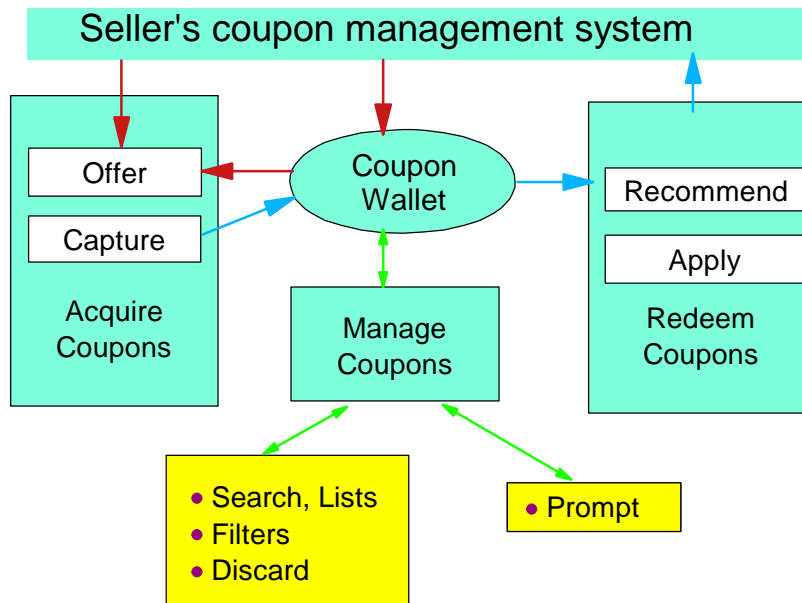 Seller's coupon management system
Offer
Capture
Acquire
Coupons
Coupon
Wallet
Recommend
Apply
Redeem
Coupons
Manage
Coupons
• Search, Lists
• Filters
• Discard
• Prompt